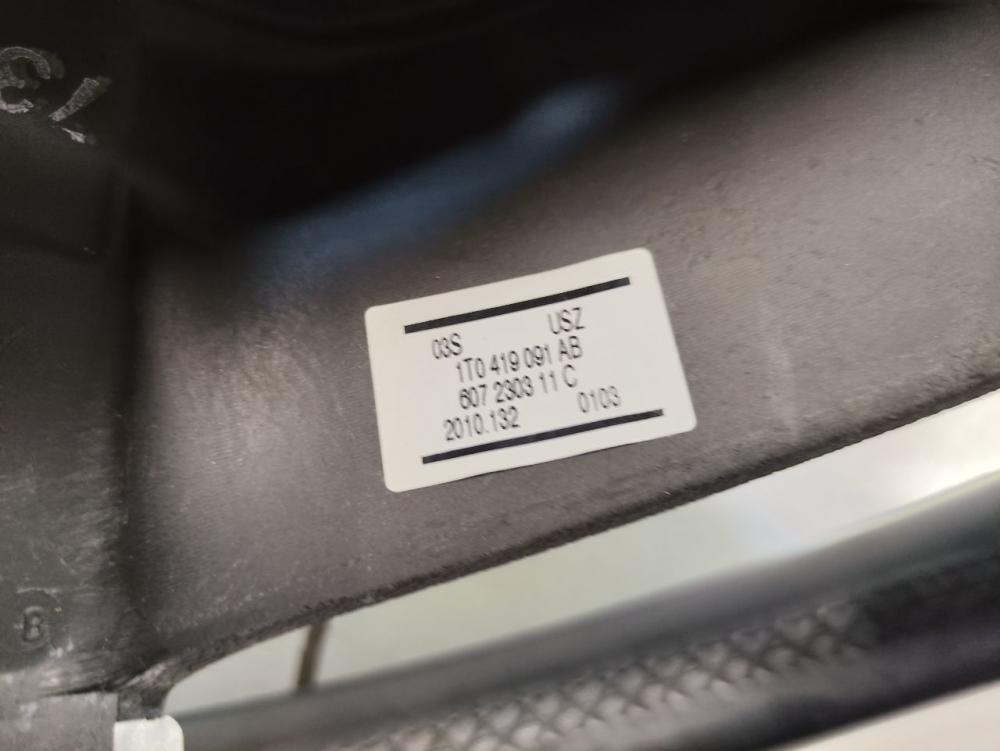 03S USZ
1T0 419 091 AB
607 2303 11 C
2010.132 0103
B